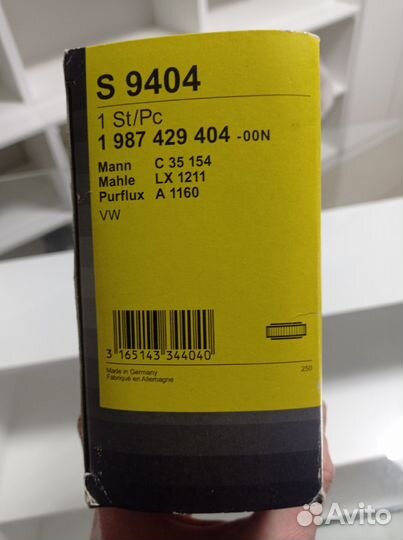 S 9404
1 St/Pc
1 987 429 404 -00N
Mann C 35 154
Mahle LX 1211
Purflux A 1160
VW
3 165143 344040
Made in Germany
Fabriqué en Allemagne
250
Avito